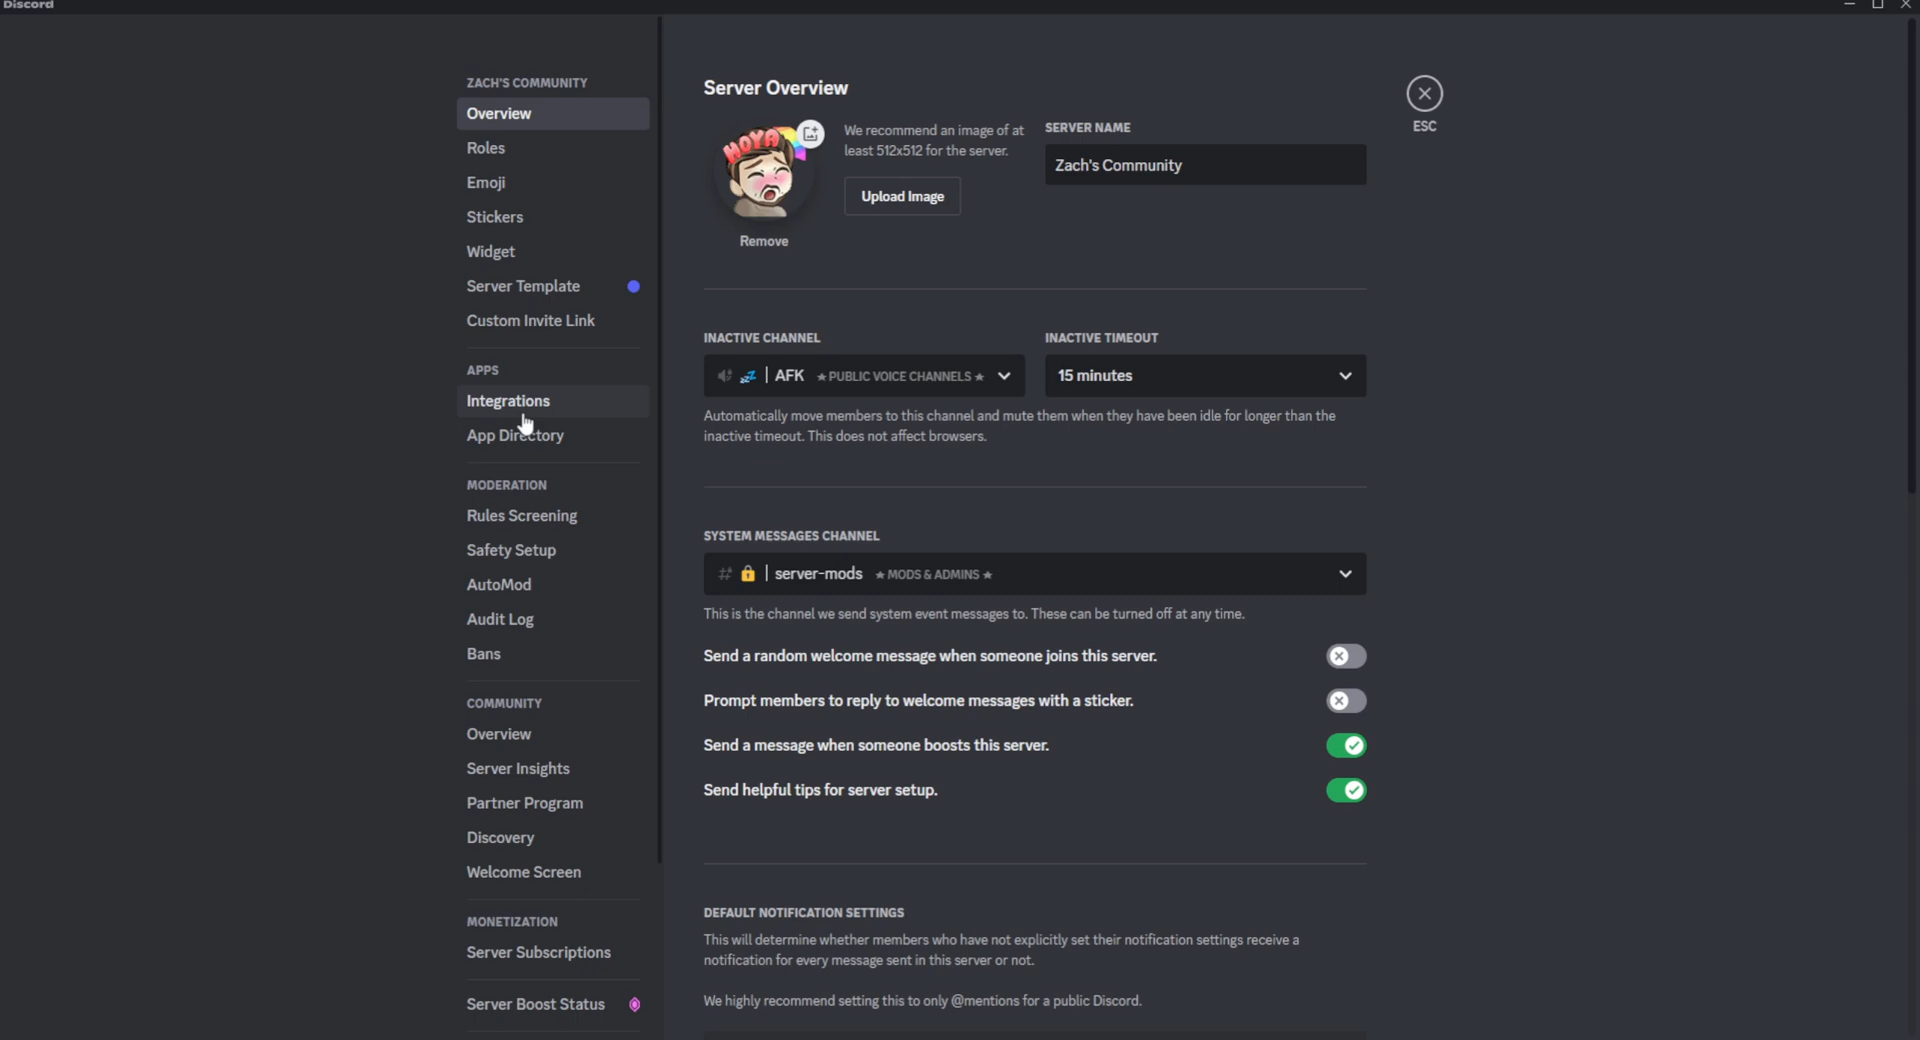 Discord
ZACH'S COMMUNITY
Overview
Roles
Emoji
Stickers
Widget
Server Template
Custom Invite Link
APPS
Integrations
App Directory
MODERATION
Rules Screening
Safety Setup
AutoMod
Audit Log
Bans
COMMUNITY
Overview
Server Insights
Partner Program
Discovery
Welcome Screen
MONETIZATION
Server Subscriptions
Server Boost Status
Server Overview
HOYA
Remove
We recommend an image of at
least 512x512 for the server.
Upload Image
SERVER NAME
Zach's Community
ESC
INACTIVE CHANNEL
| AFK ★ PUBLIC VOICE CHANNELS ★
INACTIVE TIMEOUT
15 minutes
Automatically move members to this channel and mute them when they have been idle for longer than the
inactive timeout. This does not affect browsers.
SYSTEM MESSAGES CHANNEL
# 🔒 | server-mods ★ MODS & ADMINS ★
This is the channel we send system event messages to. These can be turned off at any time.
Send a random welcome message when someone joins this server.
Prompt members to reply to welcome messages with a sticker.
Send a message when someone boosts this server.
Send helpful tips for server setup.
DEFAULT NOTIFICATION SETTINGS
This will determine whether members who have not explicitly set their notification settings receive a
notification for every message sent in this server or not.
We highly recommend setting this to only @mentions for a public Discord.